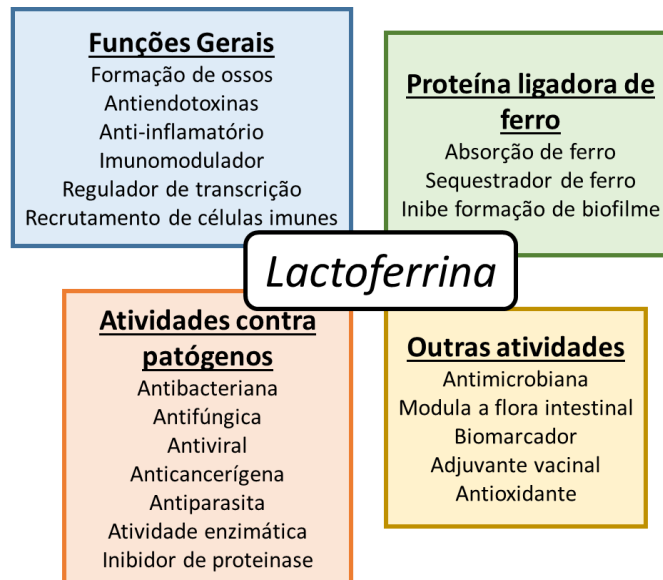 Funções Gerais
Formação de ossos
Antiendotoxinas
Anti-inflamatório
Imunomodulador
Regulador de transcrição
Recrutamento de células imunes
Proteína ligadora de
ferro
Absorção de ferro
Sequestrador de ferro
Inibe formação de biofilme
Lactoferrina
Atividades contra
patógenos
Antibacteriana
Antifúngica
Antiviral
Anticancerígena
Antiparasita
Atividade enzimática
Inibidor de proteinase
Outras atividades
Antimicrobiana
Modula a flora intestinal
Biomarcador
Adjuvante vacinal
Antioxidante